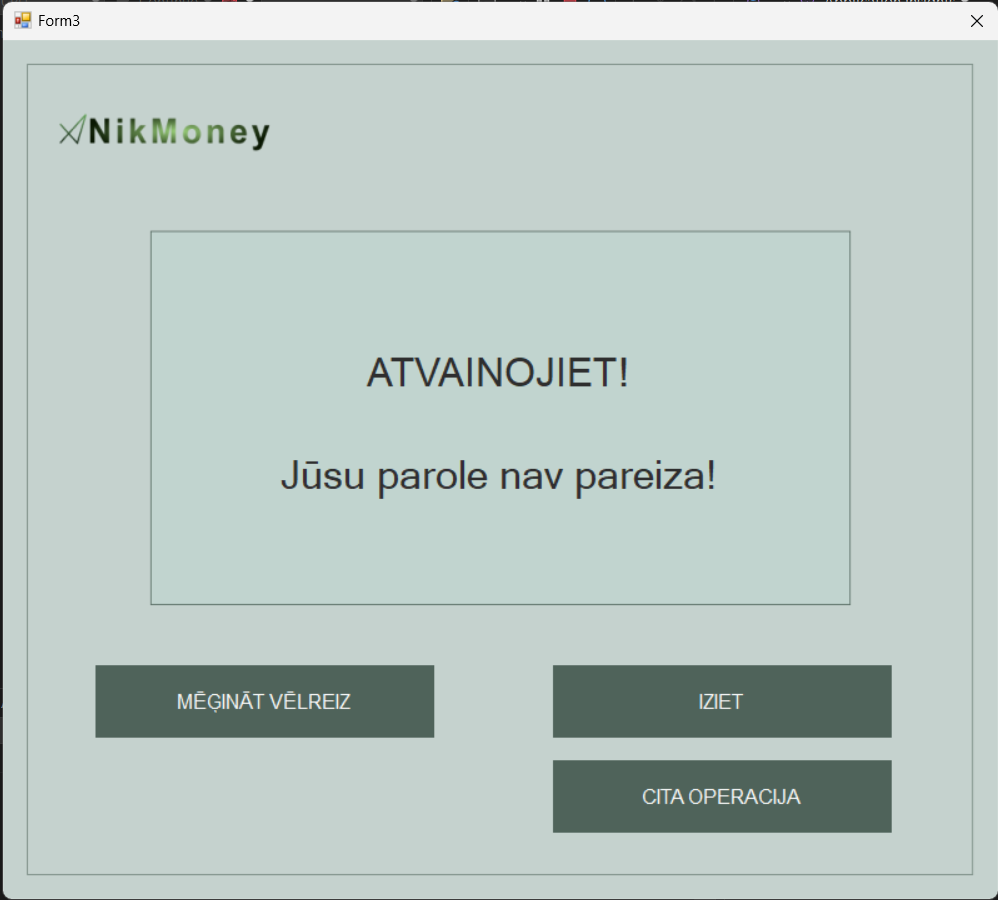 Form3
NikMoney
ATVAINOJIET!
Jūsu parole nav pareiza!
MĒĢINĀT VĒLREIZ
IZIET
CITA OPERACIJA